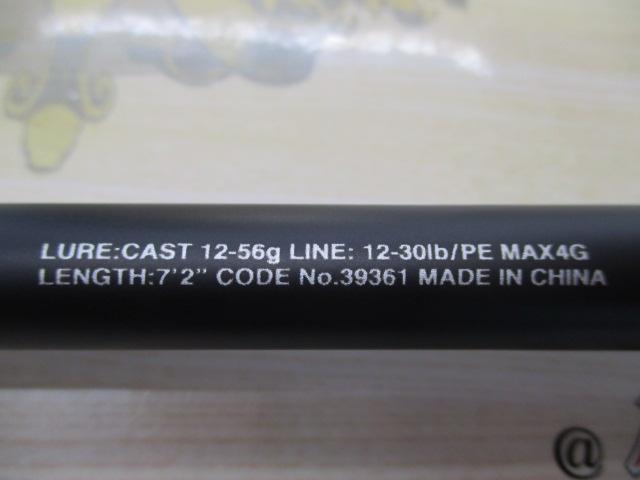 LURE:CAST 12-56g LINE: 12-30lb/PE MAX4G
LENGTH:7'2" CODE No.39361 MADE IN CHINA
@